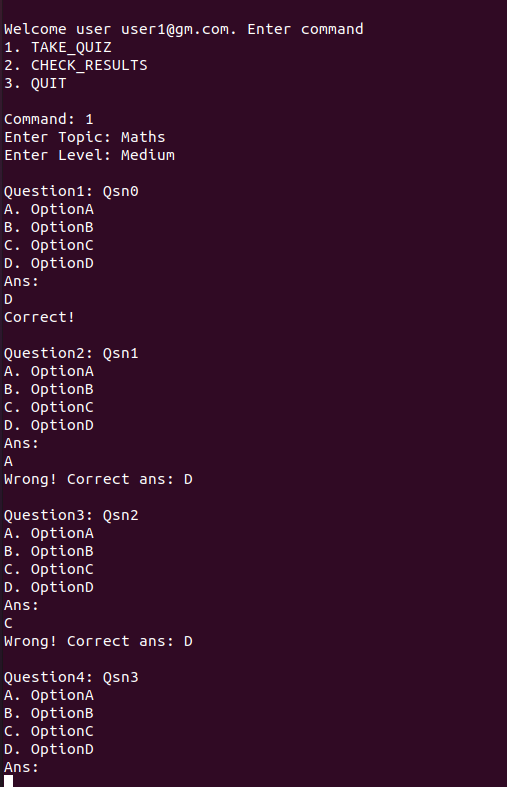 Welcome user user1@gm.com. Enter command
1. TAKE_QUIZ
2. CHECK_RESULTS
3. QUIT
Command: 1
Enter Topic: Maths
Enter Level: Medium
Question1: Qsn0
A. OptionA
B. OptionB
C. OptionC
D. OptionD
Ans:
D
Correct!
Question2: Qsn1
A. OptionA
B. OptionB
C. OptionC
D. OptionD
Ans:
A
Wrong! Correct ans: D
Question3: Qsn2
A. OptionA
B. OptionB
C. OptionC
D. OptionD
Ans:
C
Wrong! Correct ans: D
Question4: Qsn3
A. OptionA
B. OptionB
C. OptionC
D. OptionD
Ans: